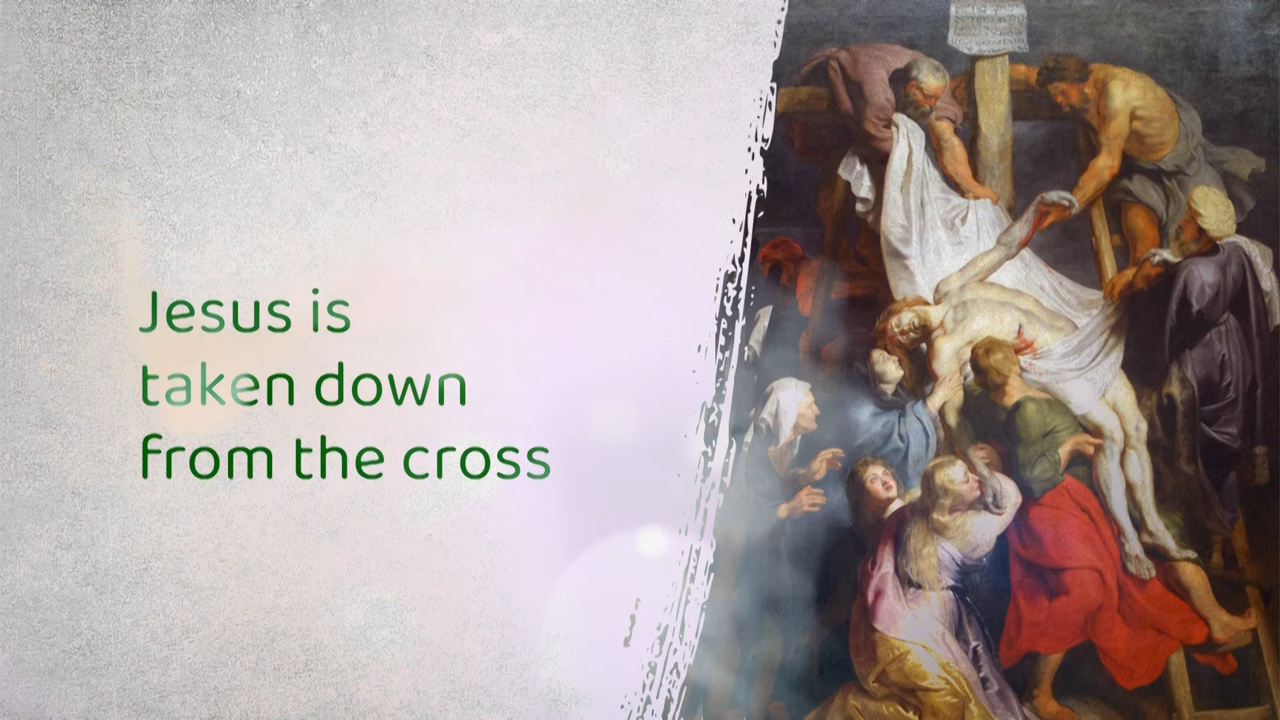 Jesus is
taken down
from the cross